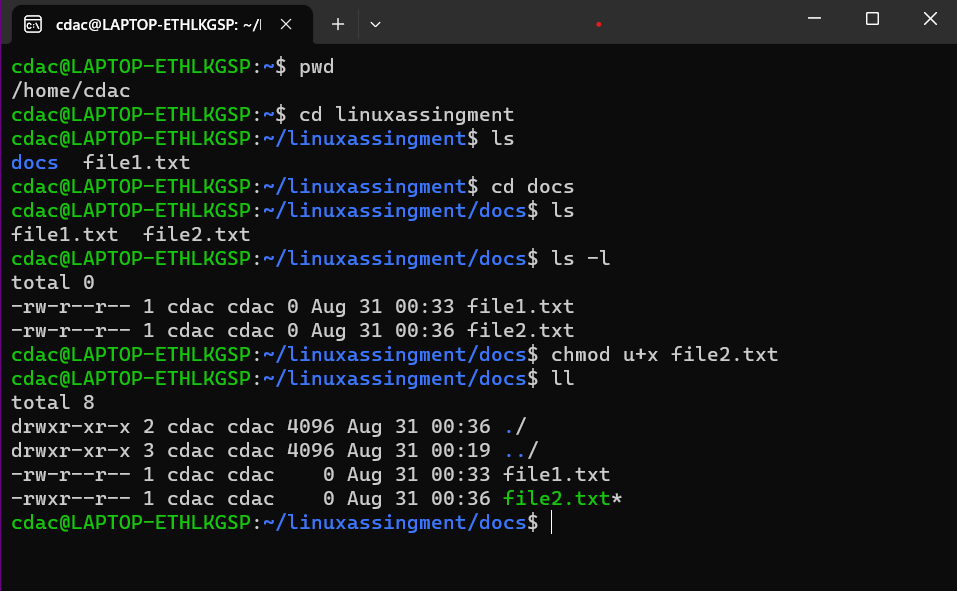 cdac@LAPTOP-ETHLKGSP: ~/l
cdac@LAPTOP-ETHLKGSP:~$ pwd
/home/cdac
cdac@LAPTOP-ETHLKGSP:~$ cd linuxassingment
cdac@LAPTOP-ETHLKGSP:~/linuxassingment$ ls
docs  file1.txt
cdac@LAPTOP-ETHLKGSP:~/linuxassingment$ cd docs
cdac@LAPTOP-ETHLKGSP:~/linuxassingment/docs$ ls
file1.txt  file2.txt
cdac@LAPTOP-ETHLKGSP:~/linuxassingment/docs$ ls -l
total 0
-rw-r--r-- 1 cdac cdac 0 Aug 31 00:33 file1.txt
-rw-r--r-- 1 cdac cdac 0 Aug 31 00:36 file2.txt
cdac@LAPTOP-ETHLKGSP:~/linuxassingment/docs$ chmod u+x file2.txt
cdac@LAPTOP-ETHLKGSP:~/linuxassingment/docs$ ll
total 8
drwxr-xr-x 2 cdac cdac 4096 Aug 31 00:36 ./
drwxr-xr-x 3 cdac cdac 4096 Aug 31 00:19 ../
-rw-r--r-- 1 cdac cdac    0 Aug 31 00:33 file1.txt
-rwxr--r-- 1 cdac cdac    0 Aug 31 00:36 file2.txt*
cdac@LAPTOP-ETHLKGSP:~/linuxassingment/docs$